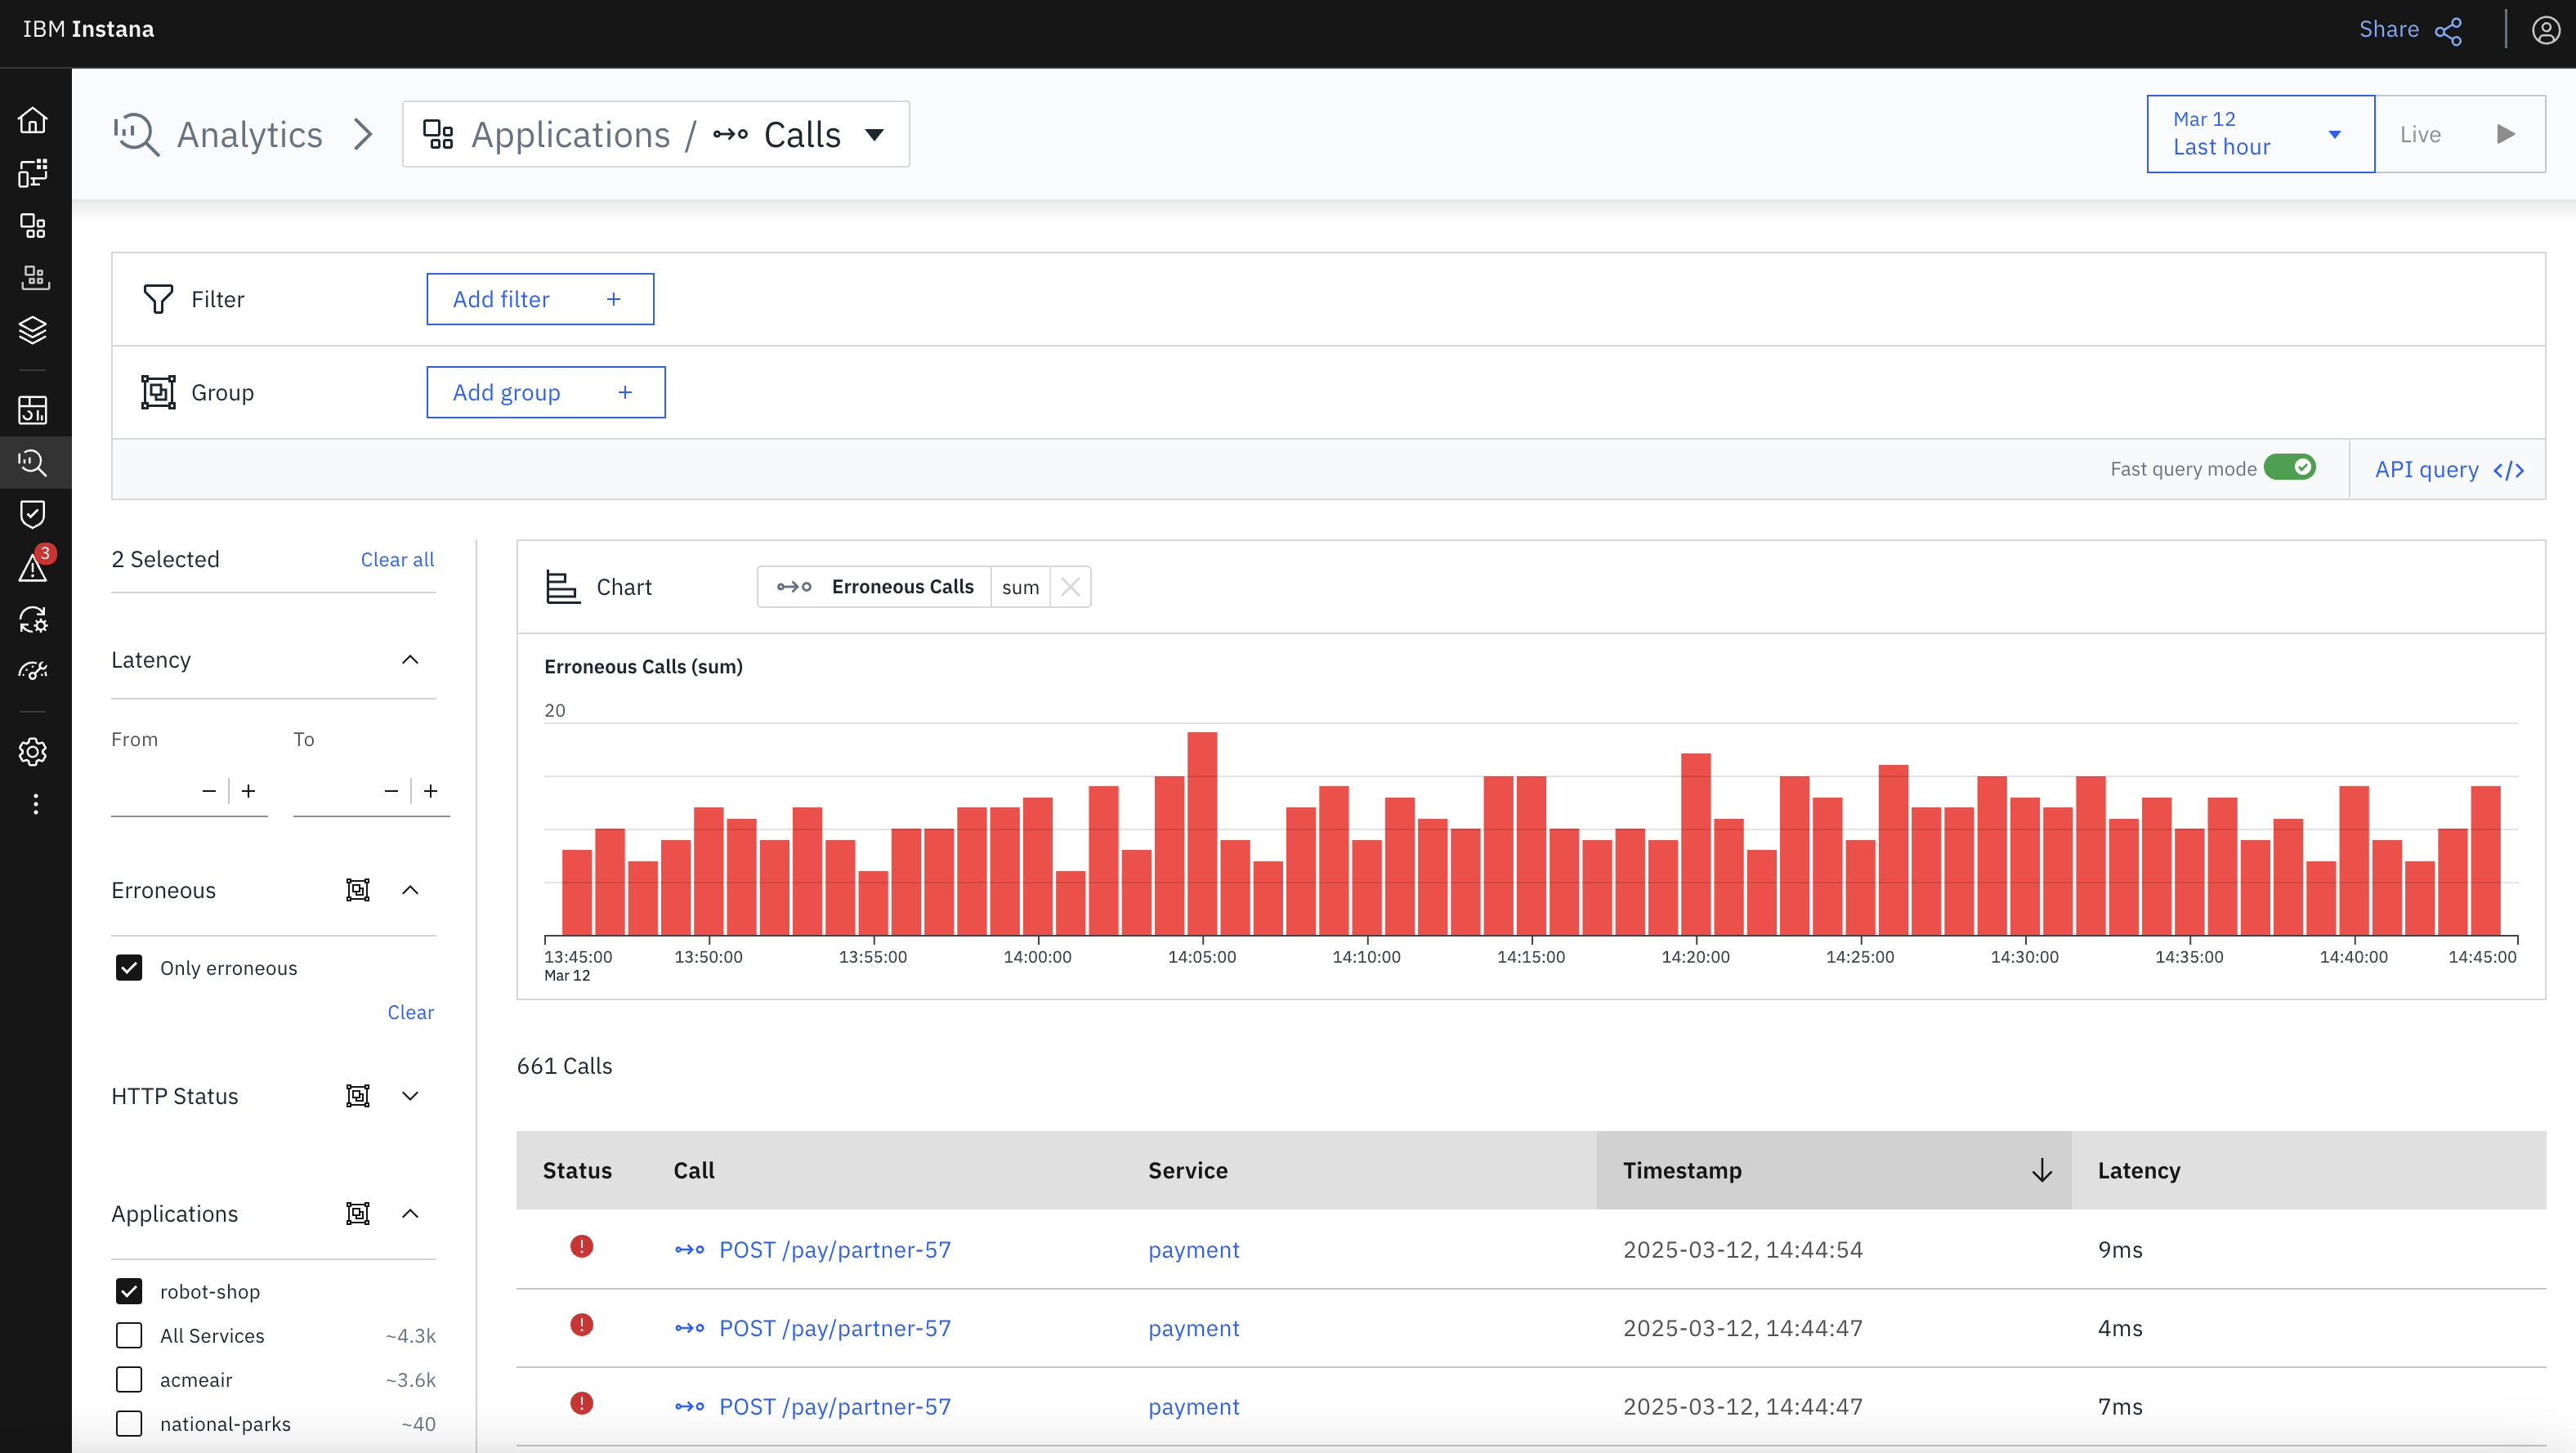 IBM Instana
Share
Analytics
Applications / Calls
Mar 12
Last hour
Live
Filter
Add filter +
Group
Add group +
Fast query mode
API query </>
3
2 Selected
Clear all
Latency
From
To
Erroneous
Only erroneous
Clear
HTTP Status
Applications
robot-shop
All Services ~4.3k
acmeair ~3.6k
national-parks ~40
Chart
Erroneous Calls sum
Erroneous Calls (sum)
20
13:45:00 13:50:00 13:55:00 14:00:00 14:05:00 14:10:00 14:15:00 14:20:00 14:25:00 14:30:00 14:35:00 14:40:00 14:45:00
Mar 12
661 Calls
Status Call Service Timestamp Latency
POST /pay/partner-57 payment 2025-03-12, 14:44:54 9ms
POST /pay/partner-57 payment 2025-03-12, 14:44:47 4ms
POST /pay/partner-57 payment 2025-03-12, 14:44:47 7ms